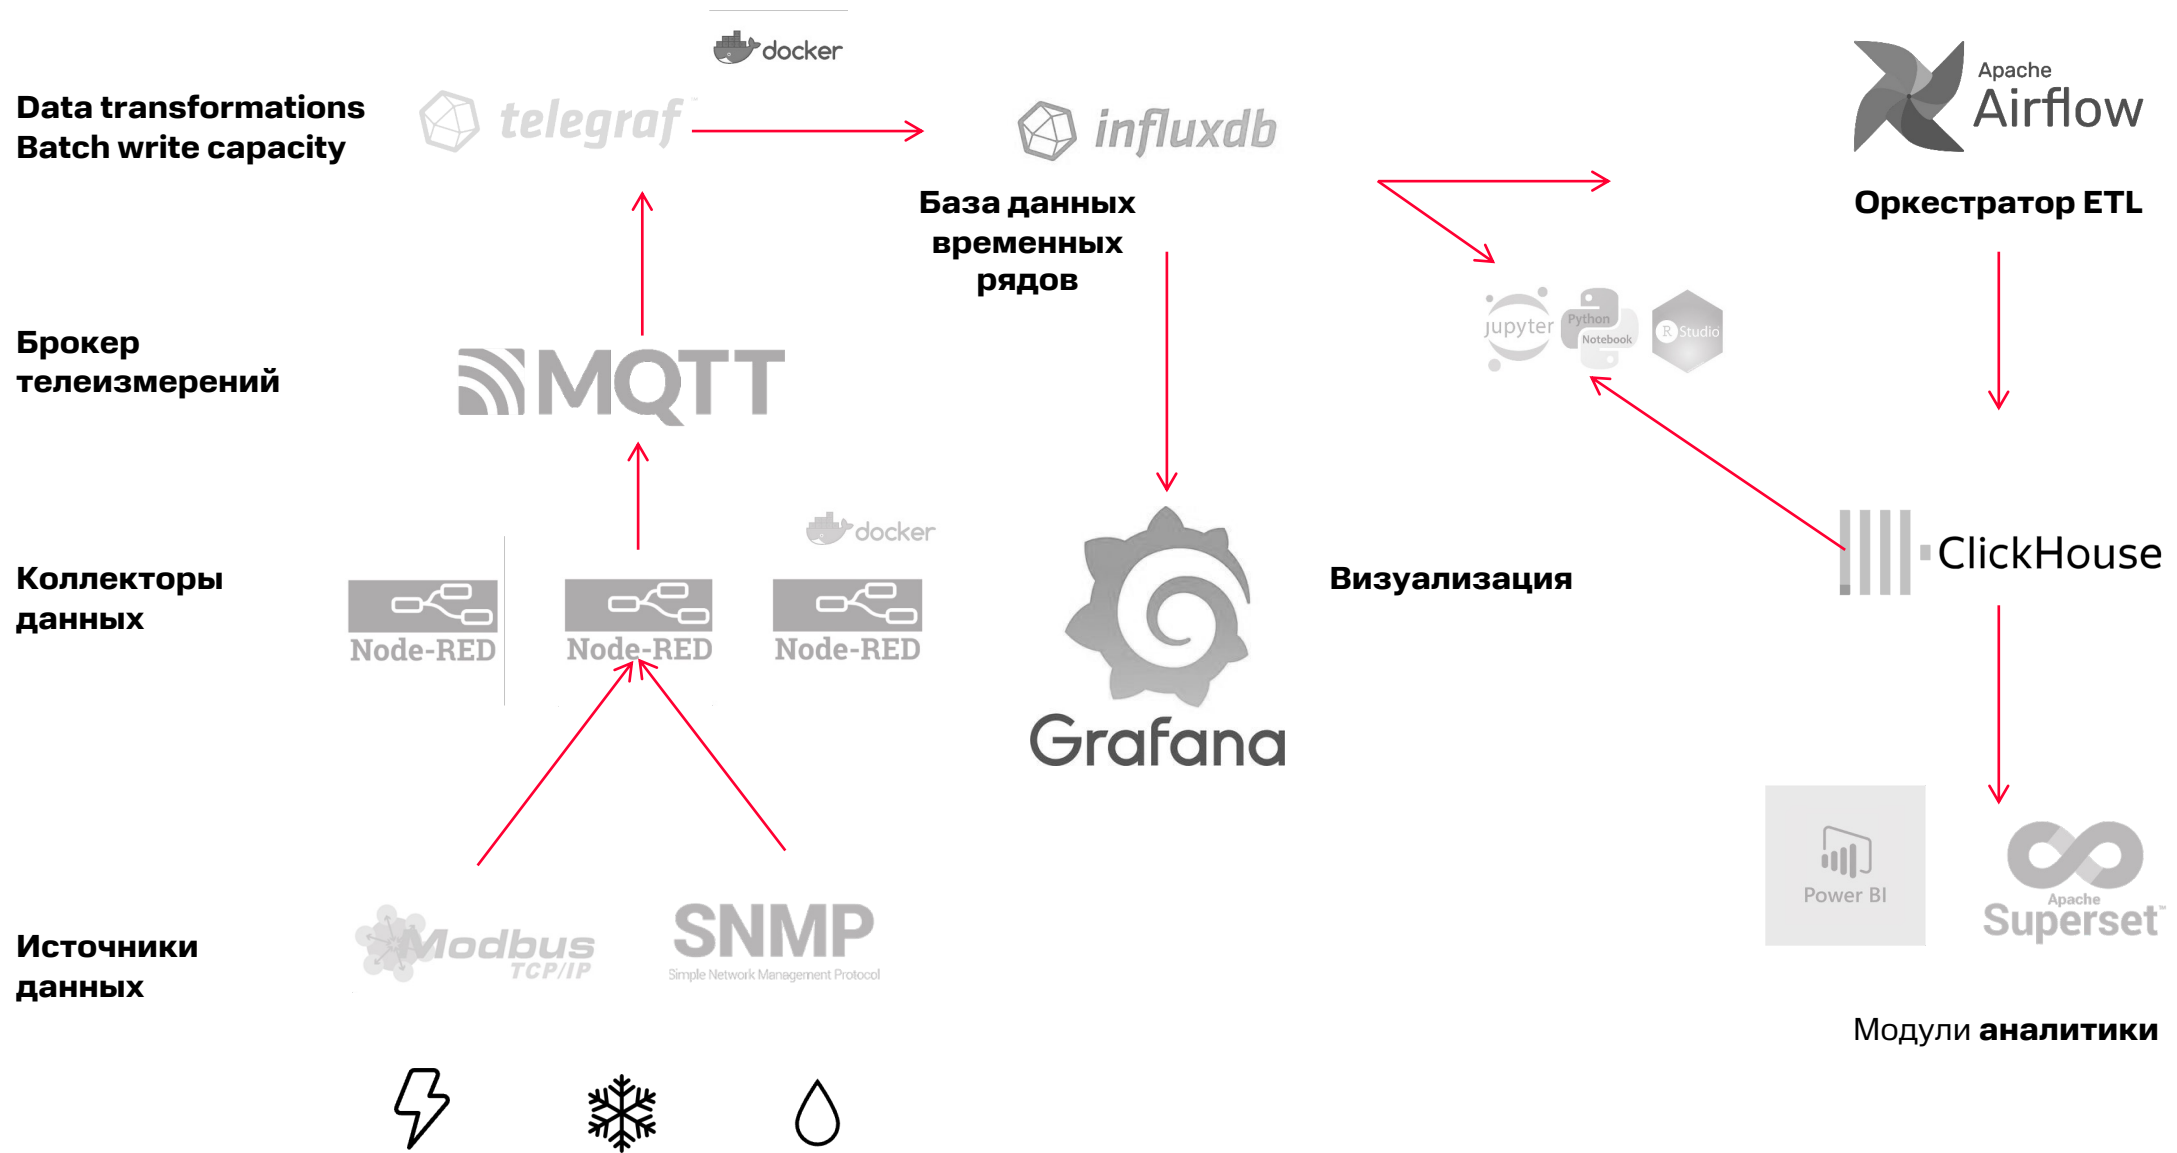 docker
Data transformations
Batch write capacity
telegraf
influxdb
Apache
Airflow
База данных
временных
рядов
Оркестратор ETL
Брокер
телеизмерений
MQTT
jupyter
Python
Notebook
R Studio
Коллекторы
данных
docker
Node-RED
Node-RED
Node-RED
Grafana
Визуализация
ClickHouse
Источники
данных
Modbus
TCP/IP
SNMP
Simple Network Management Protocol
Power BI
Apache
Superset™
Модули аналитики